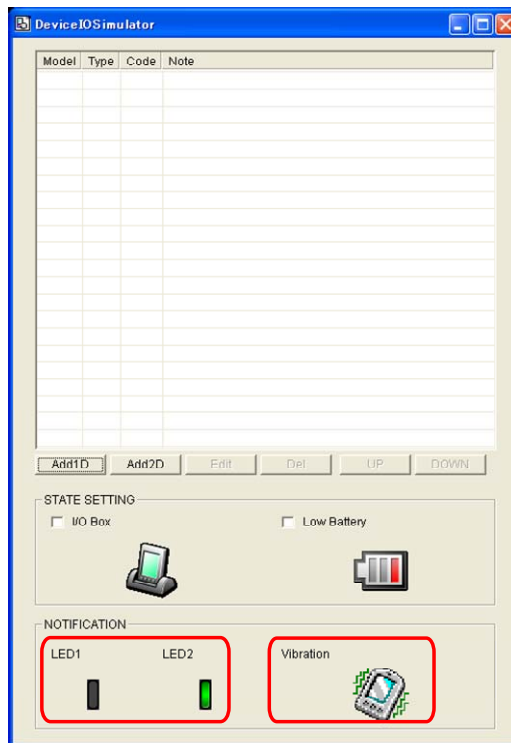 DeviceIOSimulator
Model Type Code Note
Add1D Add2D Edit Del UP DOWN
STATE SETTING
I/O Box Low Battery
NOTIFICATION
LED1 LED2 Vibration